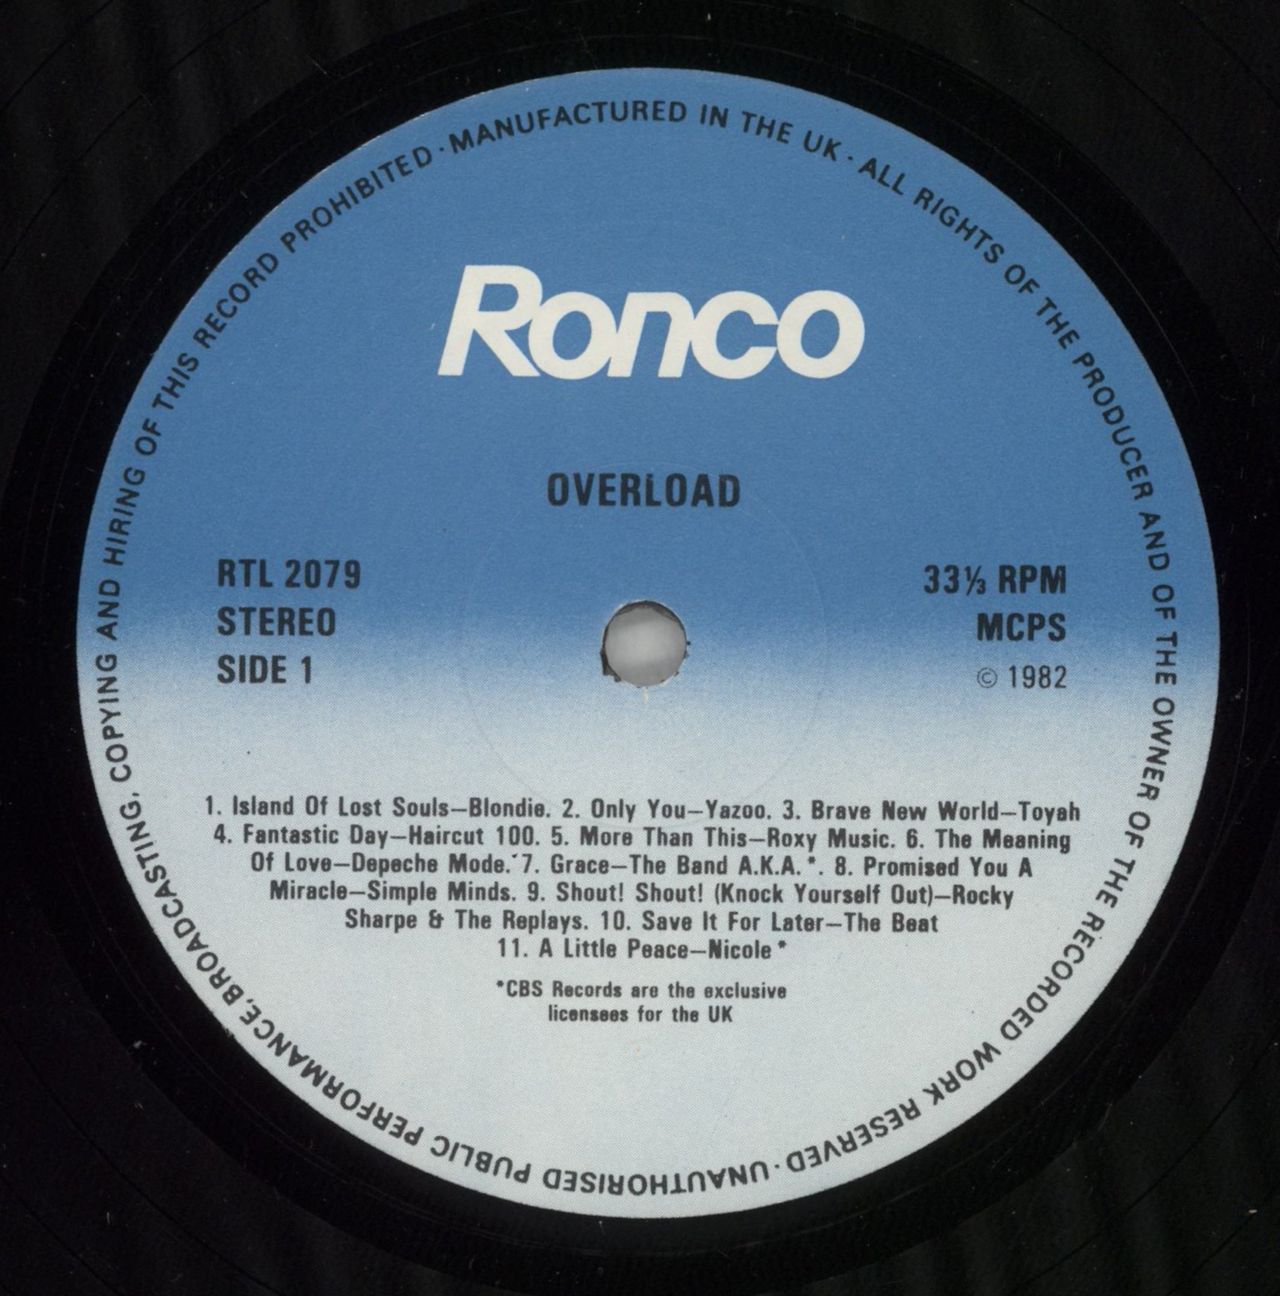 MANUFACTURED IN THE UK · ALL RIGHTS OF THE PRODUCER AND OF THE OWNER OF THE RECORDED WORK RESERVED · UNAUTHORISED PUBLIC PERFORMANCE, BROADCASTING, COPYING AND HIRING OF THIS RECORD PROHIBITED ·
Ronco
OVERLOAD
RTL 2079
STEREO
SIDE 1
33⅓ RPM
MCPS
© 1982
1. Island Of Lost Souls—Blondie. 2. Only You—Yazoo. 3. Brave New World—Toyah
4. Fantastic Day—Haircut 100. 5. More Than This—Roxy Music. 6. The Meaning
Of Love—Depeche Mode. 7. Grace—The Band A.K.A.*. 8. Promised You A
Miracle—Simple Minds. 9. Shout! Shout! (Knock Yourself Out)—Rocky
Sharpe & The Replays. 10. Save It For Later—The Beat
11. A Little Peace—Nicole*
*CBS Records are the exclusive
licensees for the UK